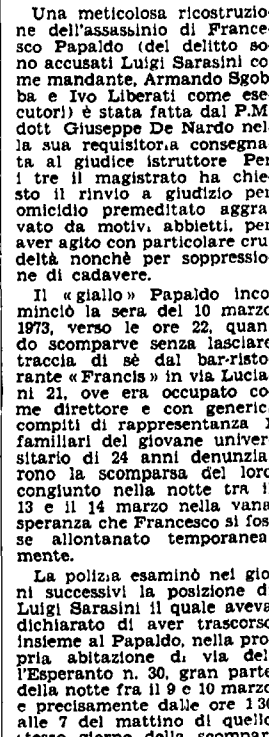 Una meticolosa ricostruzio-
ne dell'assassinio di France-
sco Papaldo (del delitto so-
no accusati Luigi Sarasini co
me mandante, Armando Sgob
ba e Ivo Liberati come ese-
cutori) è stata fatta dal P.M
dott Giuseppe De Nardo nel
la sua requisitoria consegna-
ta al giudice istruttore Per
i tre il magistrato ha chie-
sto il rinvio a giudizio per
omicidio premeditato aggra
vato da motivi abbietti, per
aver agito con particolare cru
deltà nonchè per soppressio-
ne di cadavere.
Il «giallo» Papaldo inco
minciò la sera del 10 marzo
1973, verso le ore 22, quan
do scomparve senza lasciare
traccia di sè dal bar-risto-
rante «Francis» in via Lucia-
ni 21, ove era occupato co-
me direttore e con generici
compiti di rappresentanza I
familiari del giovane univer
sitario di 24 anni denunzia-
rono la scomparsa del loro
congiunto nella notte tra il
13 e il 14 marzo nella vana
speranza che Francesco si fos
se allontanato temporanea
mente.
La polizia esaminò nei gio
ni successivi la posizione di
Luigi Sarasini il quale aveva
dichiarato di aver trascorso
insieme al Papaldo, nella pro
pria abitazione di via del
l'Esperanto n. 30, gran parte
della notte fra il 9 e 10 marzo
e precisamente dalle ore 1 30
alle 7 del mattino di quello
stesso giorno della scompar